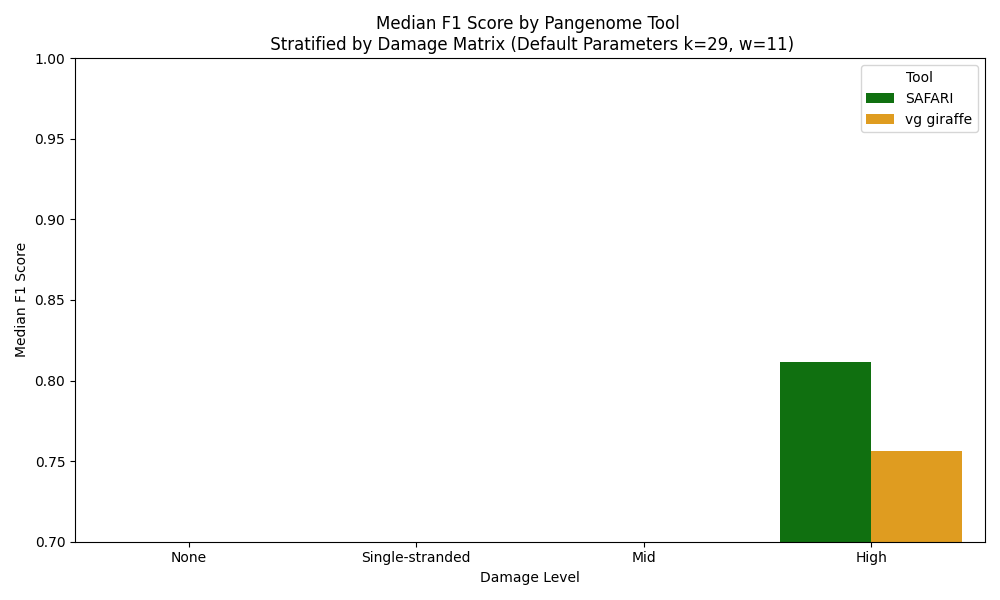 Median F1 Score by Pangenome Tool
Stratified by Damage Matrix (Default Parameters k=29, w=11)
1.00
0.95
0.90
0.85
0.80
0.75
0.70
Median F1 Score
Tool
SAFARI
vg giraffe
None
Single-stranded
Mid
High
Damage Level